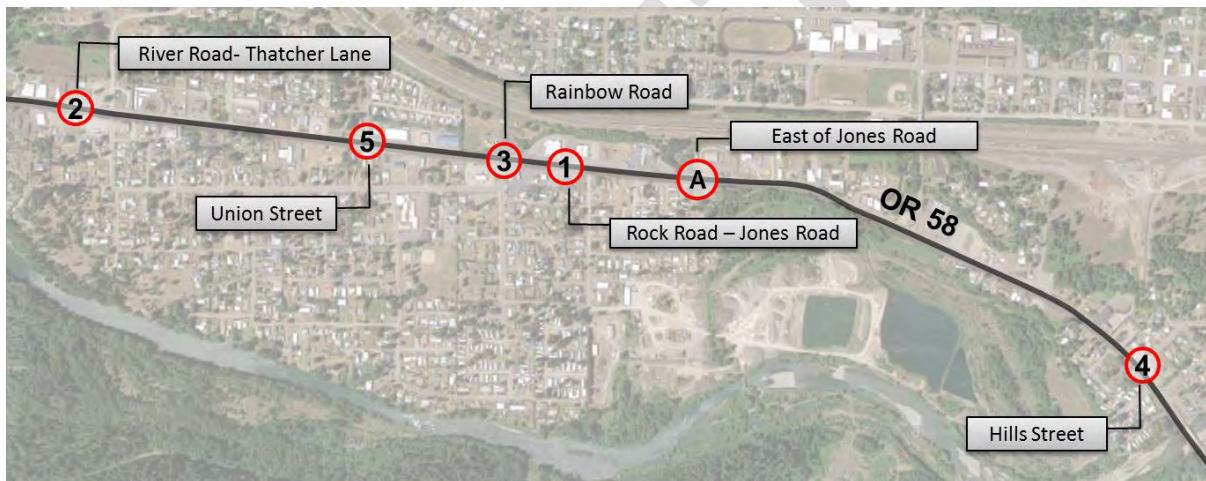 River Road- Thatcher Lane
Rainbow Road
East of Jones Road
2
5
3
1
A
OR 58
Union Street
Rock Road – Jones Road
4
Hills Street